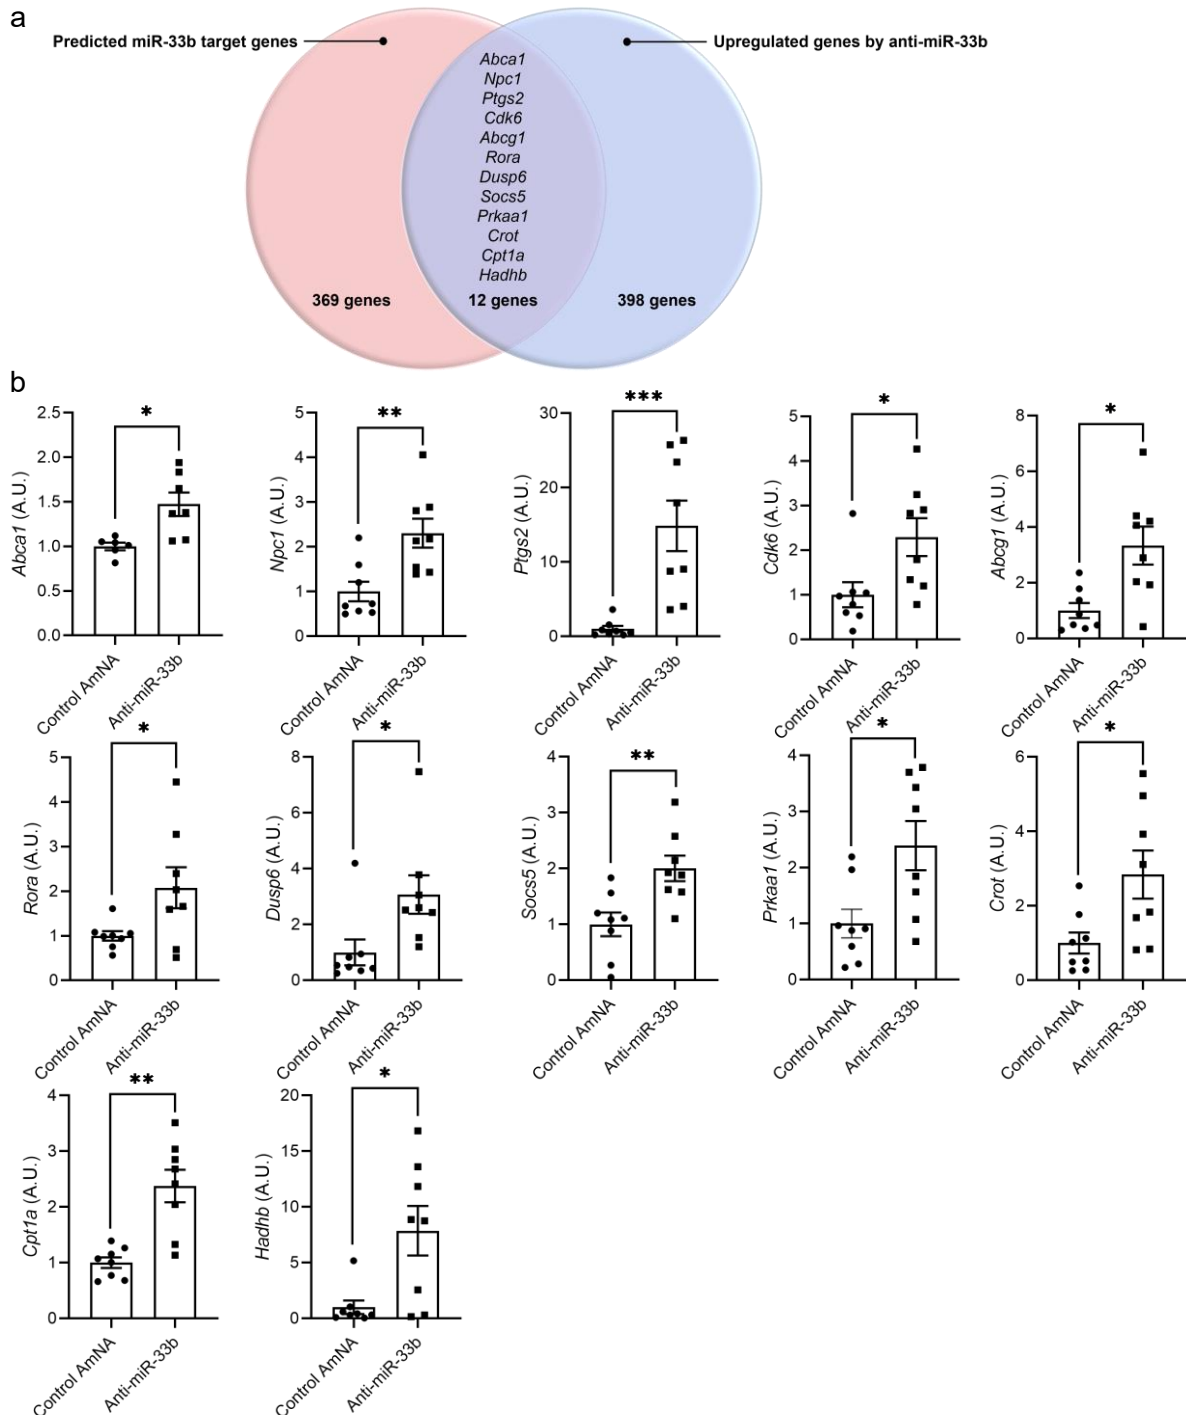 a
Predicted miR-33b target genes
Upregulated genes by anti-miR-33b
Abca1
Npc1
Ptgs2
Cdk6
Abcg1
Rora
Dusp6
Socs5
Prkaa1
Crot
Cpt1a
Hadhb
369 genes
12 genes
398 genes
b
Abca1 (A.U.)
2.5
2.0
1.5
1.0
0.5
0.0
*
Control AmNA
Anti-miR-33b
Npc1 (A.U.)
5
4
3
2
1
0
**
Control AmNA
Anti-miR-33b
Ptgs2 (A.U.)
30
20
10
0
***
Control AmNA
Anti-miR-33b
Cdk6 (A.U.)
5
4
3
2
1
0
*
Control AmNA
Anti-miR-33b
Abcg1 (A.U.)
8
6
4
2
0
*
Control AmNA
Anti-miR-33b
Rora (A.U.)
5
4
3
2
1
0
*
Control AmNA
Anti-miR-33b
Dusp6 (A.U.)
8
6
4
2
0
*
Control AmNA
Anti-miR-33b
Socs5 (A.U.)
4
3
2
1
0
**
Control AmNA
Anti-miR-33b
Prkaa1 (A.U.)
4
3
2
1
0
*
Control AmNA
Anti-miR-33b
Crot (A.U.)
6
4
2
0
*
Control AmNA
Anti-miR-33b
Cpt1a (A.U.)
4
3
2
1
0
**
Control AmNA
Anti-miR-33b
Hadhb (A.U.)
20
15
10
5
0
*
Control AmNA
Anti-miR-33b